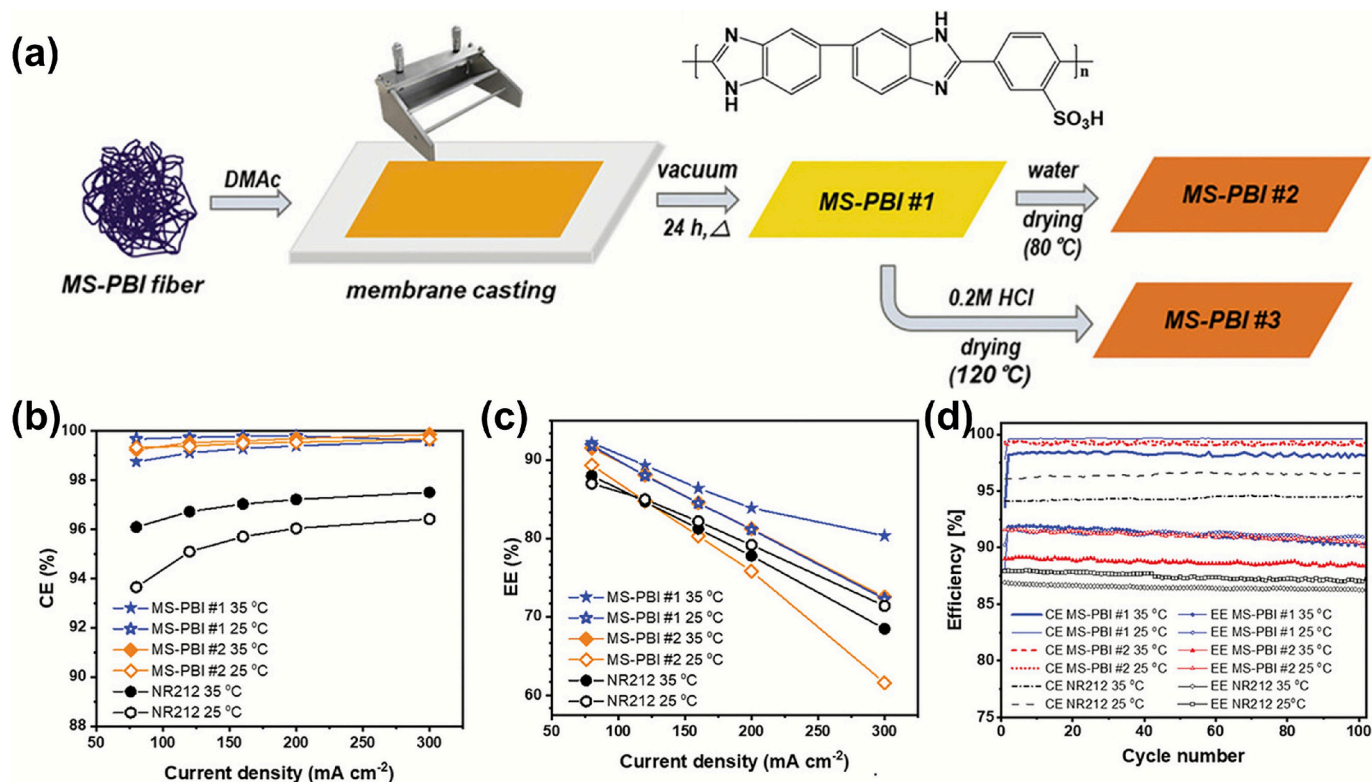 (a)
N
H
N
N
H
N
n
SO₃H
DMAc
MS-PBI fiber
membrane casting
vacuum
24 h, △
MS-PBI #1
water
drying
(80 °C)
MS-PBI #2
0.2M HCl
drying
(120 °C)
MS-PBI #3
(b)
CE (%)
100
98
96
94
92
90
88
50 100 150 200 250 300
Current density (mA cm⁻²)
MS-PBI #1 35 °C
MS-PBI #1 25 °C
MS-PBI #2 35 °C
MS-PBI #2 25 °C
NR212 35 °C
NR212 25 °C
(c)
EE (%)
90
80
70
60
50 100 150 200 250 300
Current density (mA cm⁻²)
MS-PBI #1 35 °C
MS-PBI #1 25 °C
MS-PBI #2 35 °C
MS-PBI #2 25 °C
NR212 35 °C
NR212 25 °C
(d)
Efficiency [%]
100
95
90
85
75
0 20 40 60 80 100
Cycle number
CE MS-PBI #1 35 °C
CE MS-PBI #1 25 °C
CE MS-PBI #2 35 °C
CE MS-PBI #2 25 °C
CE NR212 35 °C
CE NR212 25 °C
EE MS-PBI #1 35 °C
EE MS-PBI #1 25 °C
EE MS-PBI #2 35 °C
EE MS-PBI #2 25 °C
EE NR212 35 °C
EE NR212 25°C